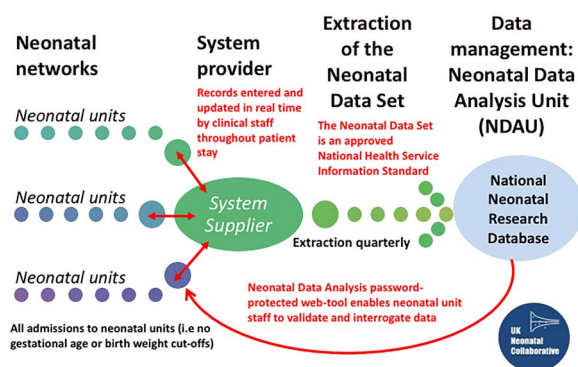 Neonatal
networks
System
provider
Extraction
of the
Neonatal
Data Set
Data
management:
Neonatal Data
Analysis Unit
(NDAU)
Neonatal units
Neonatal units
Neonatal units
Records entered and
updated in real time
by clinical staff
throughout patient
stay
The Neonatal Data Set
is an approved
National Health Service
Information Standard
System
Supplier
Extraction quarterly
National
Neonatal
Research
Database
Neonatal Data Analysis password-
protected web-tool enables neonatal unit
staff to validate and interrogate data
All admissions to neonatal units (i.e no
gestational age or birth weight cut-offs)
UK
Neonatal
Collaborative